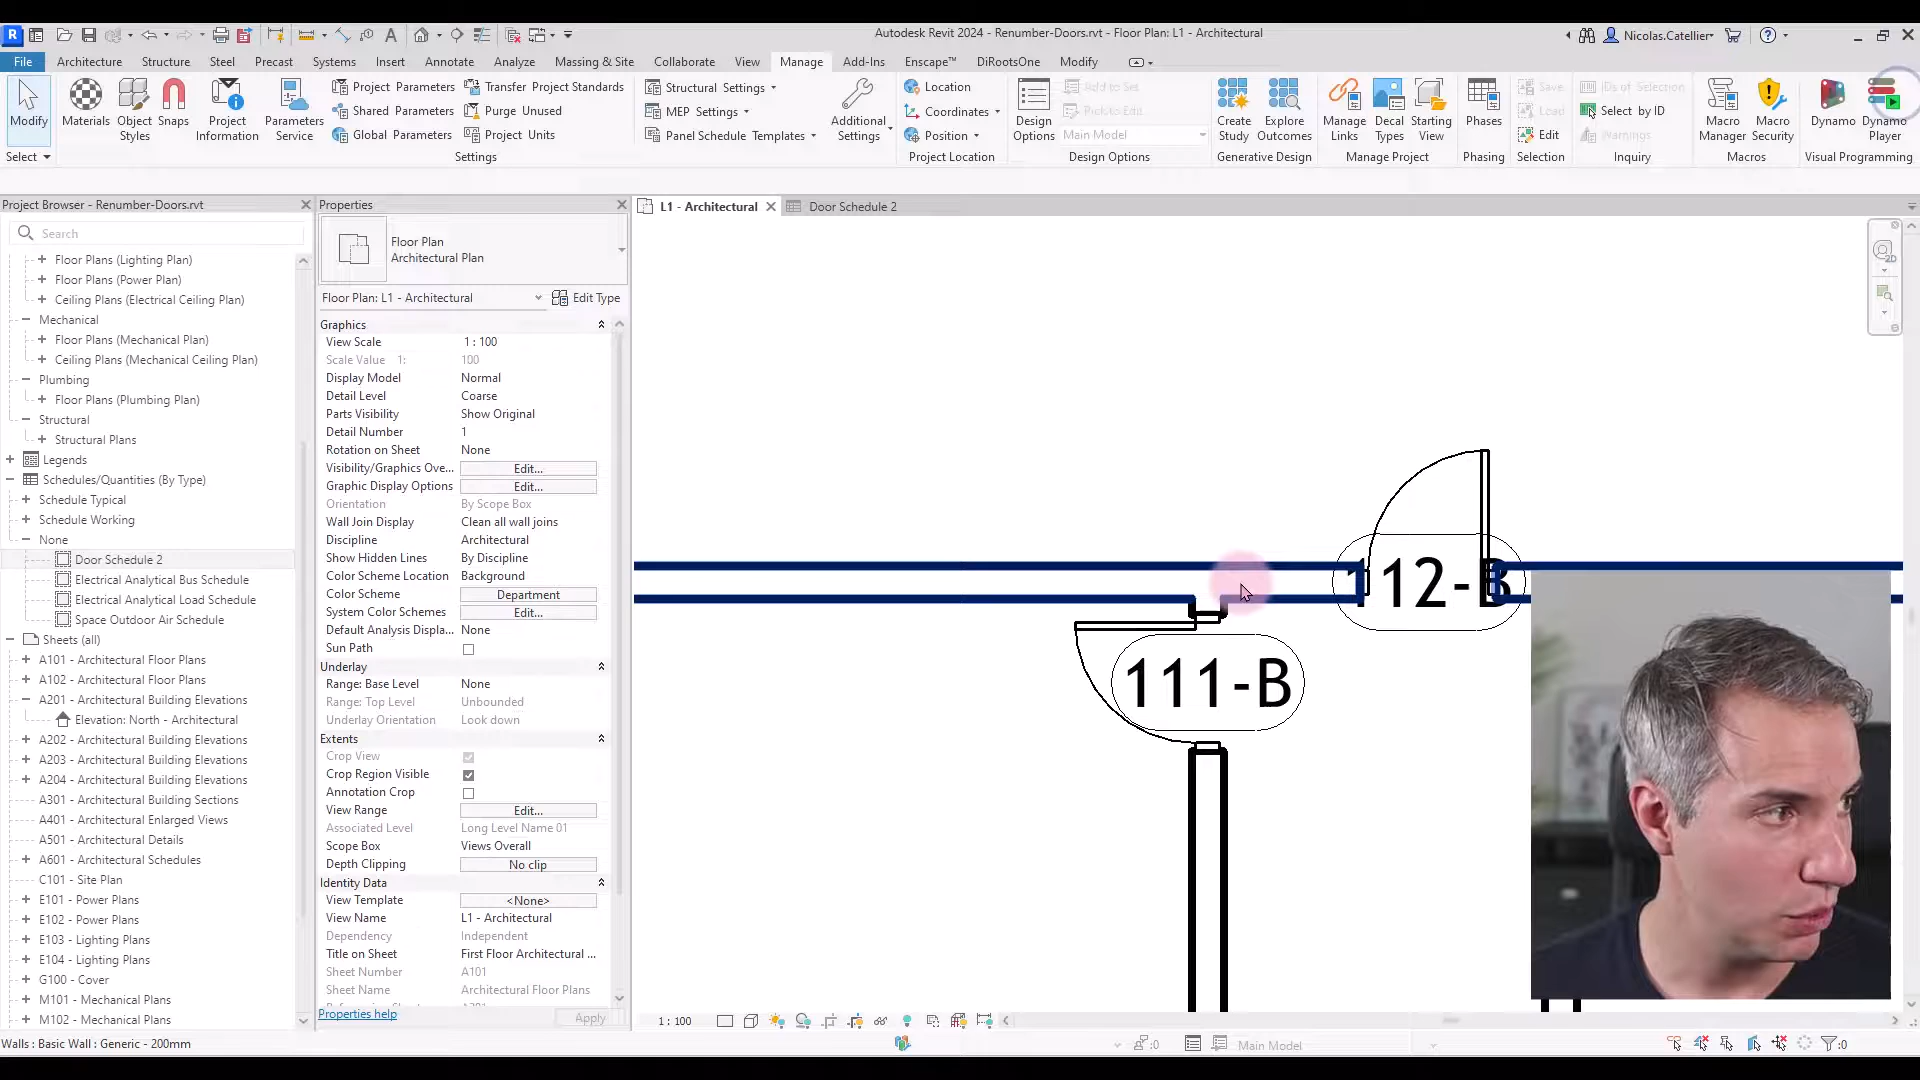 Autodesk Revit 2024 - Renumber-Doors.rvt - Floor Plan: L1 - Architectural
Nicolas.Catellier
File Architecture Structure Steel Precast Systems Insert Annotate Analyze Massing & Site Collaborate View Manage Add-Ins Enscape™ DiRootsOne Modify
Modify
Select
Materials
Object Styles
Snaps
Project Information
Parameters Service
Project Parameters
Shared Parameters
Global Parameters
Transfer Project Standards
Purge Unused
Project Units
Settings
Structural Settings
MEP Settings
Panel Schedule Templates
Additional Settings
Location
Coordinates
Position
Project Location
Design Options
Add to Set
Pick to Edit
Main Model
Design Options
Create Study
Explore Outcomes
Generative Design
Manage Links
Decal Types
Starting View
Manage Project
Phases
Phasing
Save
Load
Edit
Selection
IDs of Selection
Select by ID
Warnings
Inquiry
Macro Manager
Macro Security
Macros
Dynamo
Dynamo Player
Visual Programming
Project Browser - Renumber-Doors.rvt
Search
Floor Plans (Lighting Plan)
Floor Plans (Power Plan)
Ceiling Plans (Electrical Ceiling Plan)
Mechanical
Floor Plans (Mechanical Plan)
Ceiling Plans (Mechanical Ceiling Plan)
Plumbing
Floor Plans (Plumbing Plan)
Structural
Structural Plans
Legends
Schedules/Quantities (By Type)
Schedule Typical
Schedule Working
None
Door Schedule 2
Electrical Analytical Bus Schedule
Electrical Analytical Load Schedule
Space Outdoor Air Schedule
Sheets (all)
A101 - Architectural Floor Plans
A102 - Architectural Floor Plans
A201 - Architectural Building Elevations
Elevation: North - Architectural
A202 - Architectural Building Elevations
A203 - Architectural Building Elevations
A204 - Architectural Building Elevations
A301 - Architectural Building Sections
A401 - Architectural Enlarged Views
A501 - Architectural Details
A601 - Architectural Schedules
C101 - Site Plan
E101 - Power Plans
E102 - Power Plans
E103 - Lighting Plans
E104 - Lighting Plans
G100 - Cover
M101 - Mechanical Plans
M102 - Mechanical Plans
Properties
Floor Plan
Architectural Plan
Floor Plan: L1 - Architectural Edit Type
Graphics
View Scale 1 : 100
Scale Value 1: 100
Display Model Normal
Detail Level Coarse
Parts Visibility Show Original
Detail Number 1
Rotation on Sheet None
Visibility/Graphics Ove... Edit...
Graphic Display Options Edit...
Orientation By Scope Box
Wall Join Display Clean all wall joins
Discipline Architectural
Show Hidden Lines By Discipline
Color Scheme Location Background
Color Scheme Department
System Color Schemes Edit...
Default Analysis Displa... None
Sun Path
Underlay
Range: Base Level None
Range: Top Level Unbounded
Underlay Orientation Look down
Extents
Crop View
Crop Region Visible
Annotation Crop
View Range Edit...
Associated Level Long Level Name 01
Scope Box Views Overall
Depth Clipping No clip
Identity Data
View Template <None>
View Name L1 - Architectural
Dependency Independent
Title on Sheet First Floor Architectural ...
Sheet Number A101
Sheet Name Architectural Floor Plans
Properties help Apply
L1 - Architectural
Door Schedule 2
112-B
111-B
2D
1 : 100
Walls : Basic Wall : Generic - 200mm
:0
Main Model
:0